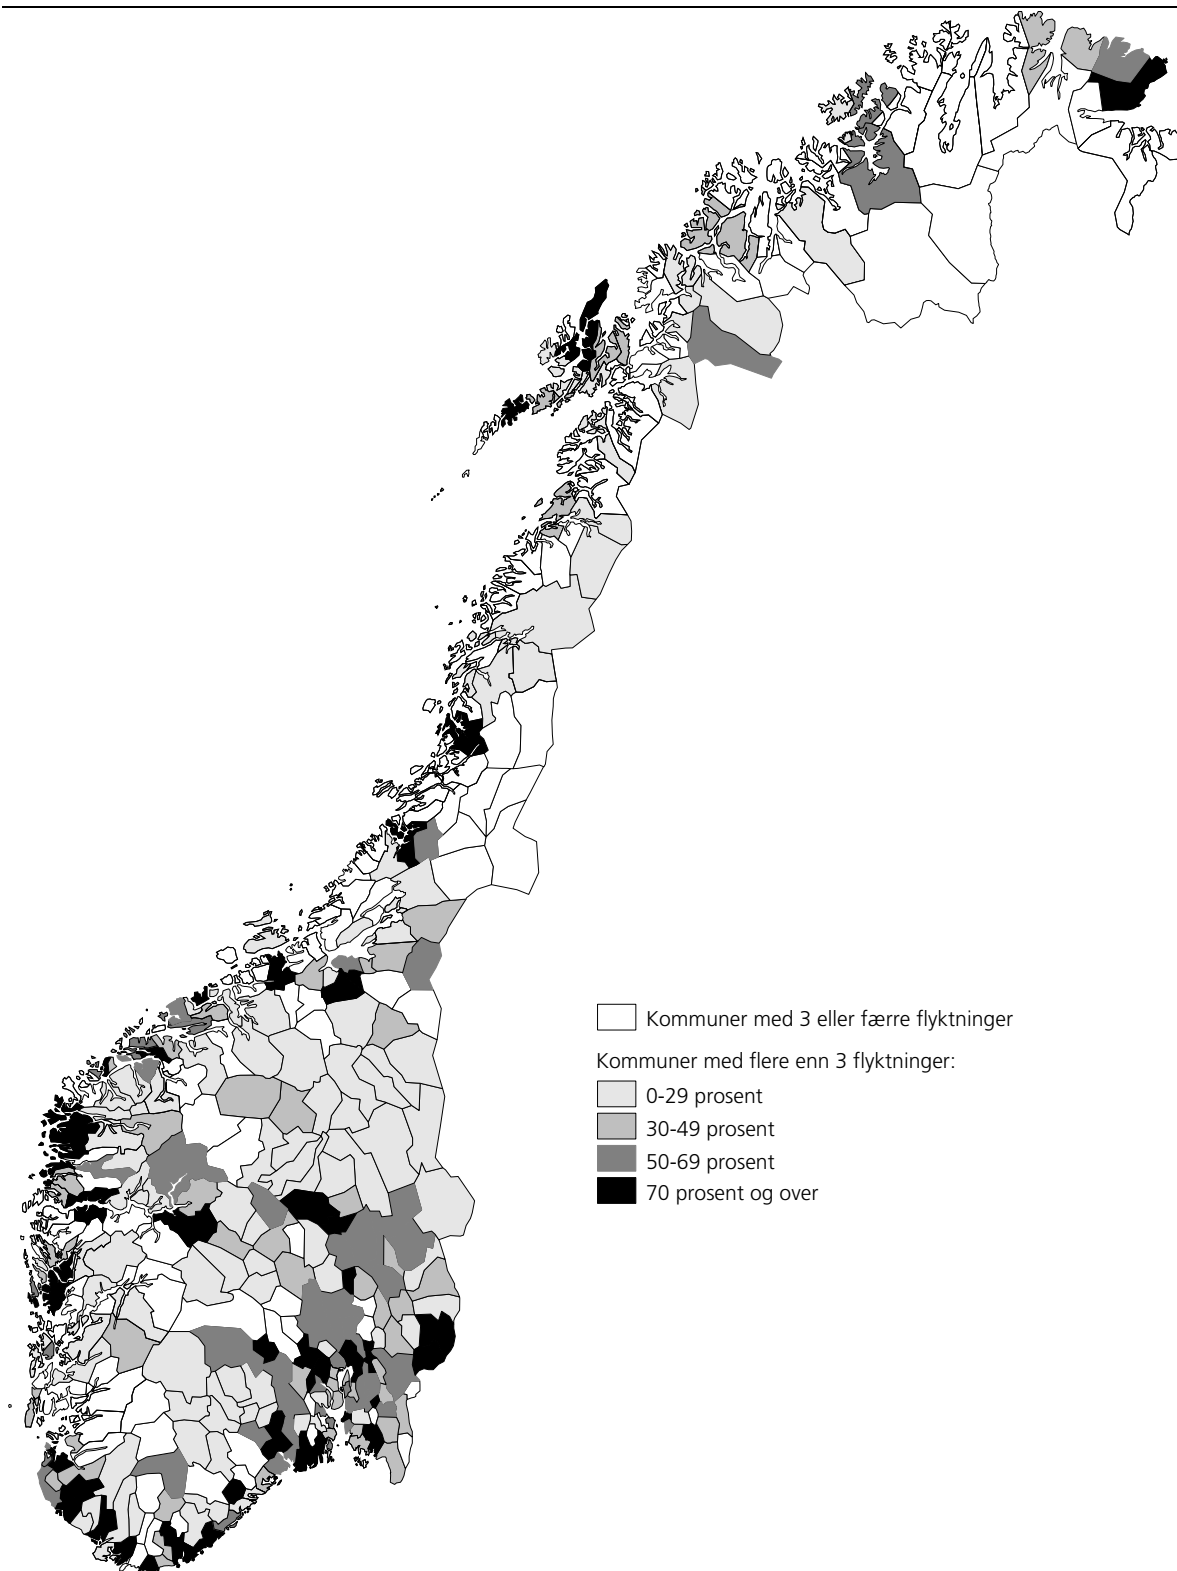 Kommuner med 3 eller færre flyktninger
Kommuner med flere enn 3 flyktninger:
0-29 prosent
30-49 prosent
50-69 prosent
70 prosent og over